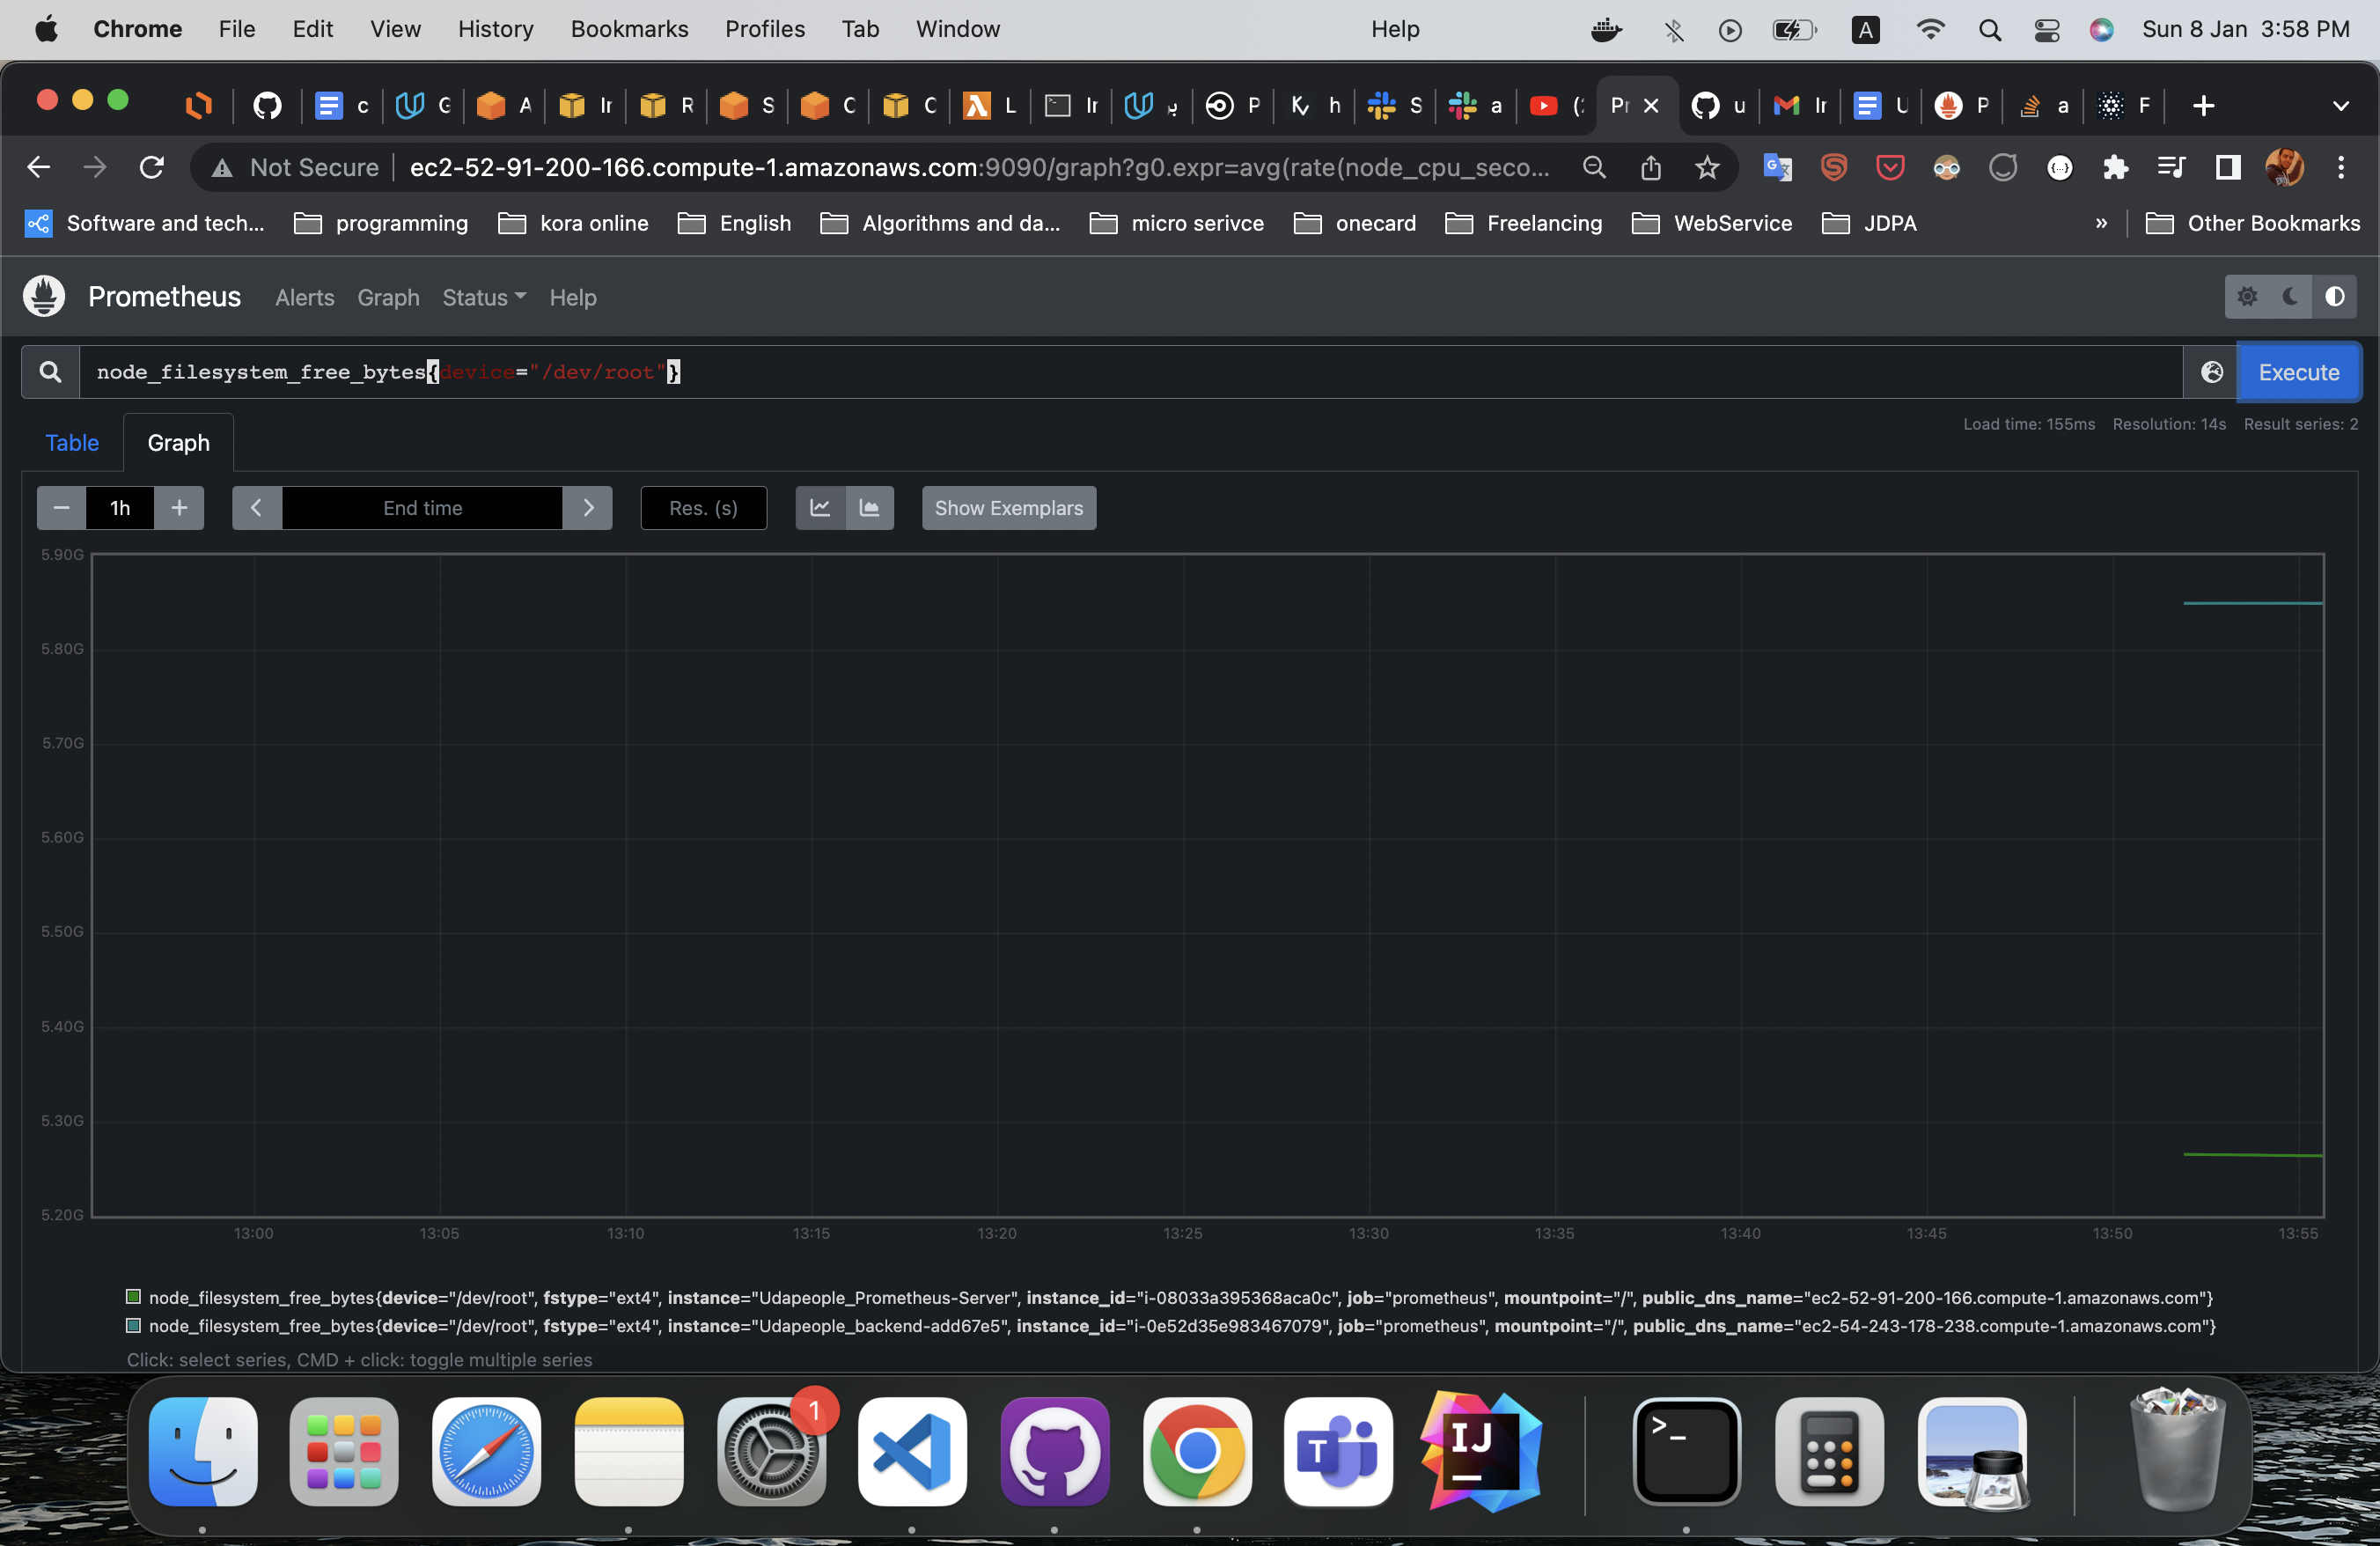 Chrome File Edit View History Bookmarks Profiles Tab Window Help A Sun 8 Jan 3:58 PM
c G A Ir R S C C L Ir P h S a (: Pr u Ir U P a F
Not Secure ec2-52-91-200-166.compute-1.amazonaws.com:9090/graph?g0.expr=avg(rate(node_cpu_seco...
Software and tech... programming kora online English Algorithms and da... micro serivce onecard Freelancing WebService JDPA » Other Bookmarks
Prometheus Alerts Graph Status Help
node_filesystem_free_bytes{device="/dev/root"} Execute
Load time: 155ms Resolution: 14s Result series: 2
Table Graph
1h End time Res. (s) Show Exemplars
5.90G
5.80G
5.70G
5.60G
5.50G
5.40G
5.30G
5.20G
13:00 13:05 13:10 13:15 13:20 13:25 13:30 13:35 13:40 13:45 13:50 13:55
node_filesystem_free_bytes{device="/dev/root", fstype="ext4", instance="Udapeople_Prometheus-Server", instance_id="i-08033a395368aca0c", job="prometheus", mountpoint="/", public_dns_name="ec2-52-91-200-166.compute-1.amazonaws.com"}
node_filesystem_free_bytes{device="/dev/root", fstype="ext4", instance="Udapeople_backend-add67e5", instance_id="i-0e52d35e983467079", job="prometheus", mountpoint="/", public_dns_name="ec2-54-243-178-238.compute-1.amazonaws.com"}
Click: select series, CMD + click: toggle multiple series
1
T
IJ
>_